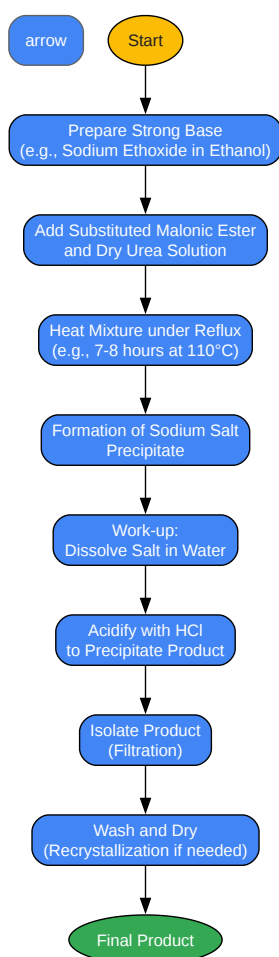 arrow
Start
Prepare Strong Base
(e.g., Sodium Ethoxide in Ethanol)
Add Substituted Malonic Ester
and Dry Urea Solution
Heat Mixture under Reflux
(e.g., 7-8 hours at 110°C)
Formation of Sodium Salt
Precipitate
Work-up:
Dissolve Salt in Water
Acidify with HCl
to Precipitate Product
Isolate Product
(Filtration)
Wash and Dry
(Recrystallization if needed)
Final Product